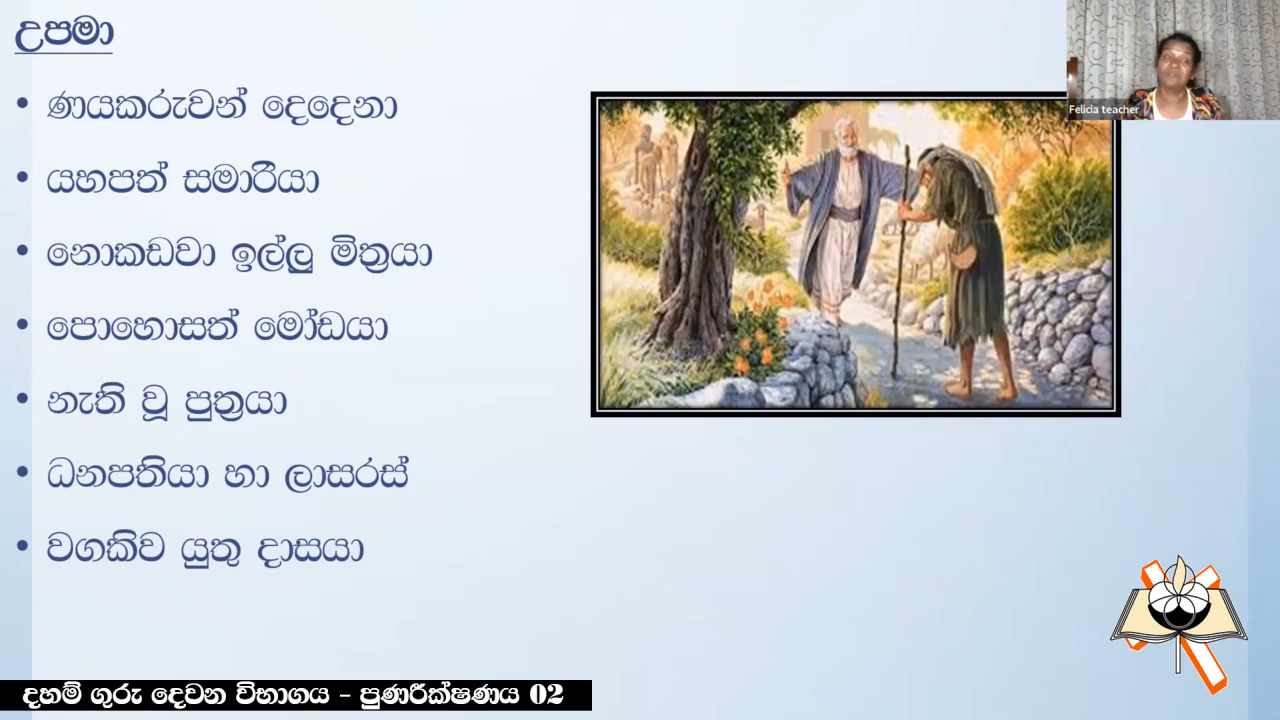 උපමා
• ණයකරුවන් දෙදෙනා
• යහපත් සමාරියා
• නොකඩවා ඉල්ලු මිත්‍රයා
• පොහොසත් මෝඩයා
• නැති වූ පුත්‍රයා
• ධනපතියා හා ලාසරස්
• වගකිව යුතු දාසයා
Felicia teacher
දහම් ගුරු දෙවන විභාගය - පුණරීක්ෂණය 02